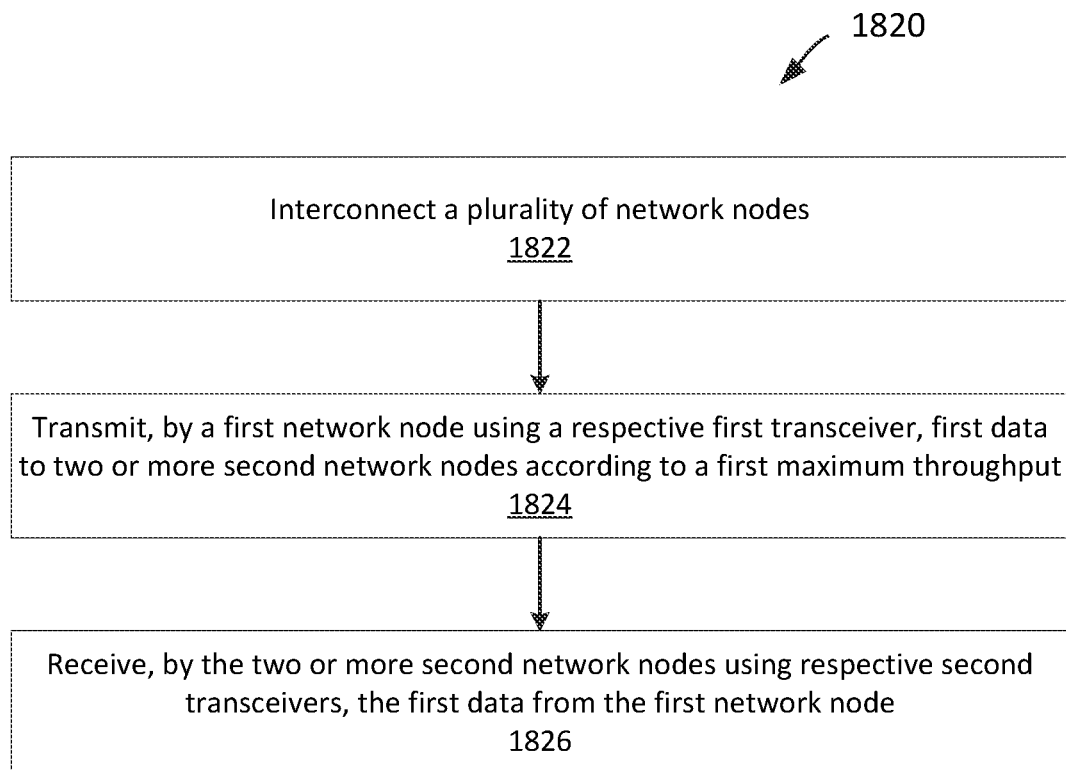 1820
Interconnect a plurality of network nodes
1822
Transmit, by a first network node using a respective first transceiver, first data
to two or more second network nodes according to a first maximum throughput
1824
Receive, by the two or more second network nodes using respective second
transceivers, the first data from the first network node
1826